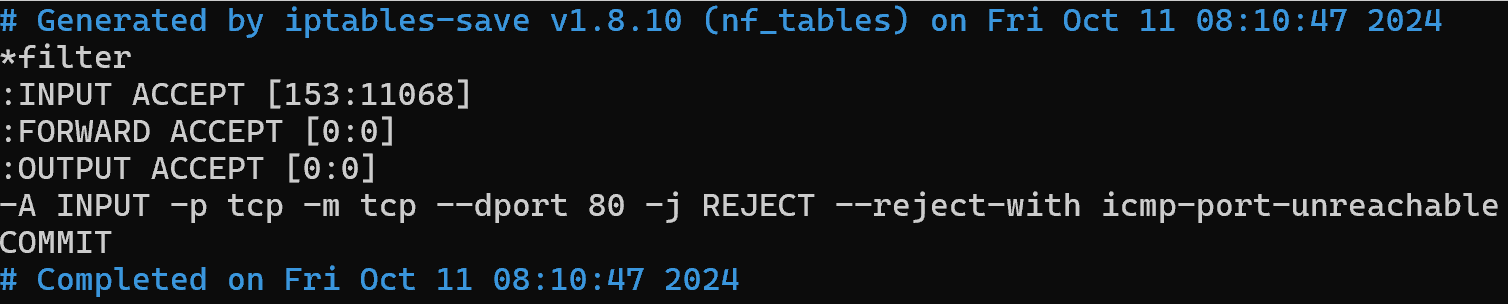 # Generated by iptables-save v1.8.10 (nf_tables) on Fri Oct 11 08:10:47 2024
*filter
:INPUT ACCEPT [153:11068]
:FORWARD ACCEPT [0:0]
:OUTPUT ACCEPT [0:0]
-A INPUT -p tcp -m tcp --dport 80 -j REJECT --reject-with icmp-port-unreachable
COMMIT
# Completed on Fri Oct 11 08:10:47 2024